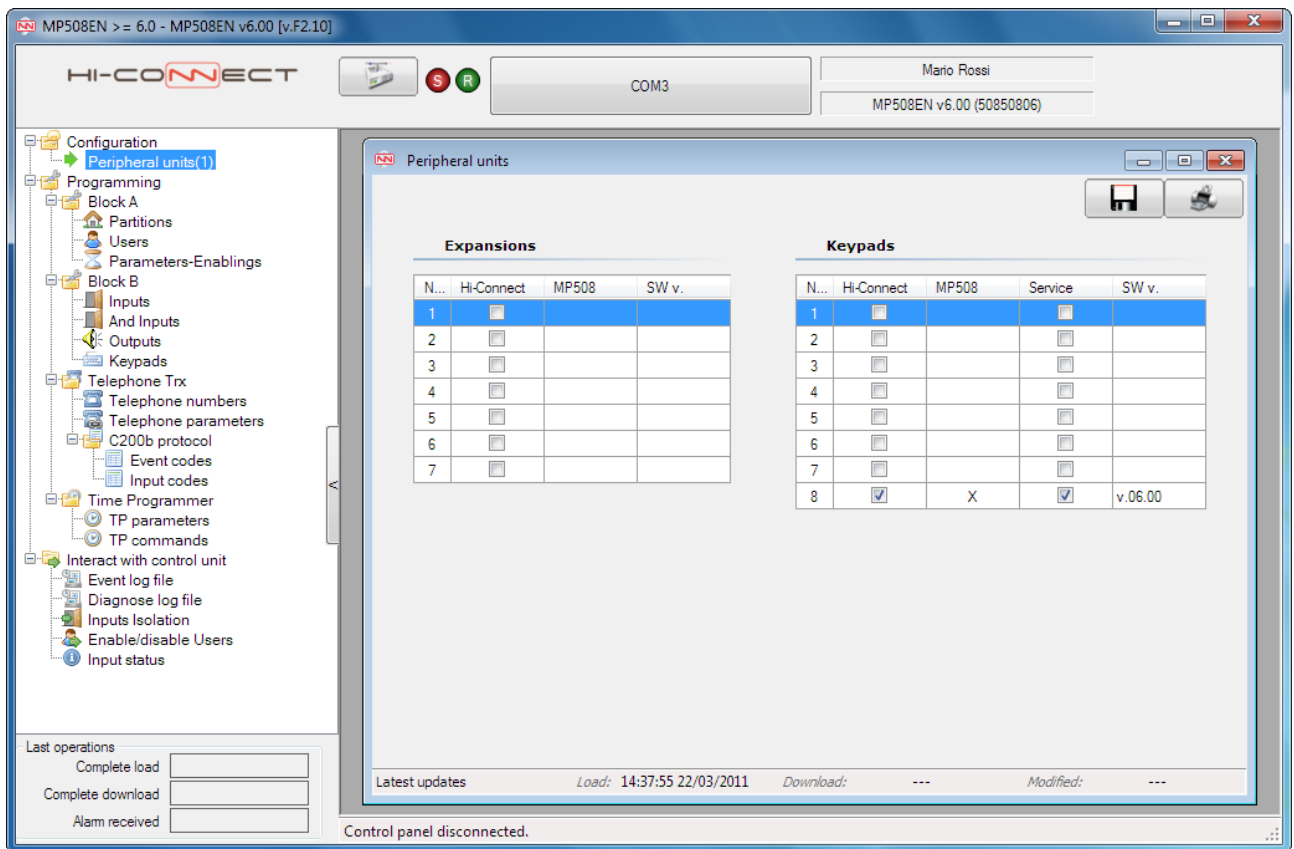 MP508EN >= 6.0 - MP508EN v6.00 [v.F2.10]
HI-CONNECT
S R
COM3
Mario Rossi
MP508EN v6.00 (50850806)
Configuration
Peripheral units(1)
Programming
Block A
Partitions
Users
Parameters-Enablings
Block B
Inputs
And Inputs
Outputs
Keypads
Telephone Trx
Telephone numbers
Telephone parameters
C200b protocol
Event codes
Input codes
Time Programmer
TP parameters
TP commands
Interact with control unit
Event log file
Diagnose log file
Inputs Isolation
Enable/disable Users
Input status
<
Last operations
Complete load
Complete download
Alarm received
NN Peripheral units
Expansions
N... Hi-Connect MP508 SW v.
1
2
3
4
5
6
7
Keypads
N... Hi-Connect MP508 Service SW v.
1
2
3
4
5
6
7
8 X v.06.00
Latest updates Load: 14:37:55 22/03/2011 Download: --- Modified: ---
Control panel disconnected.